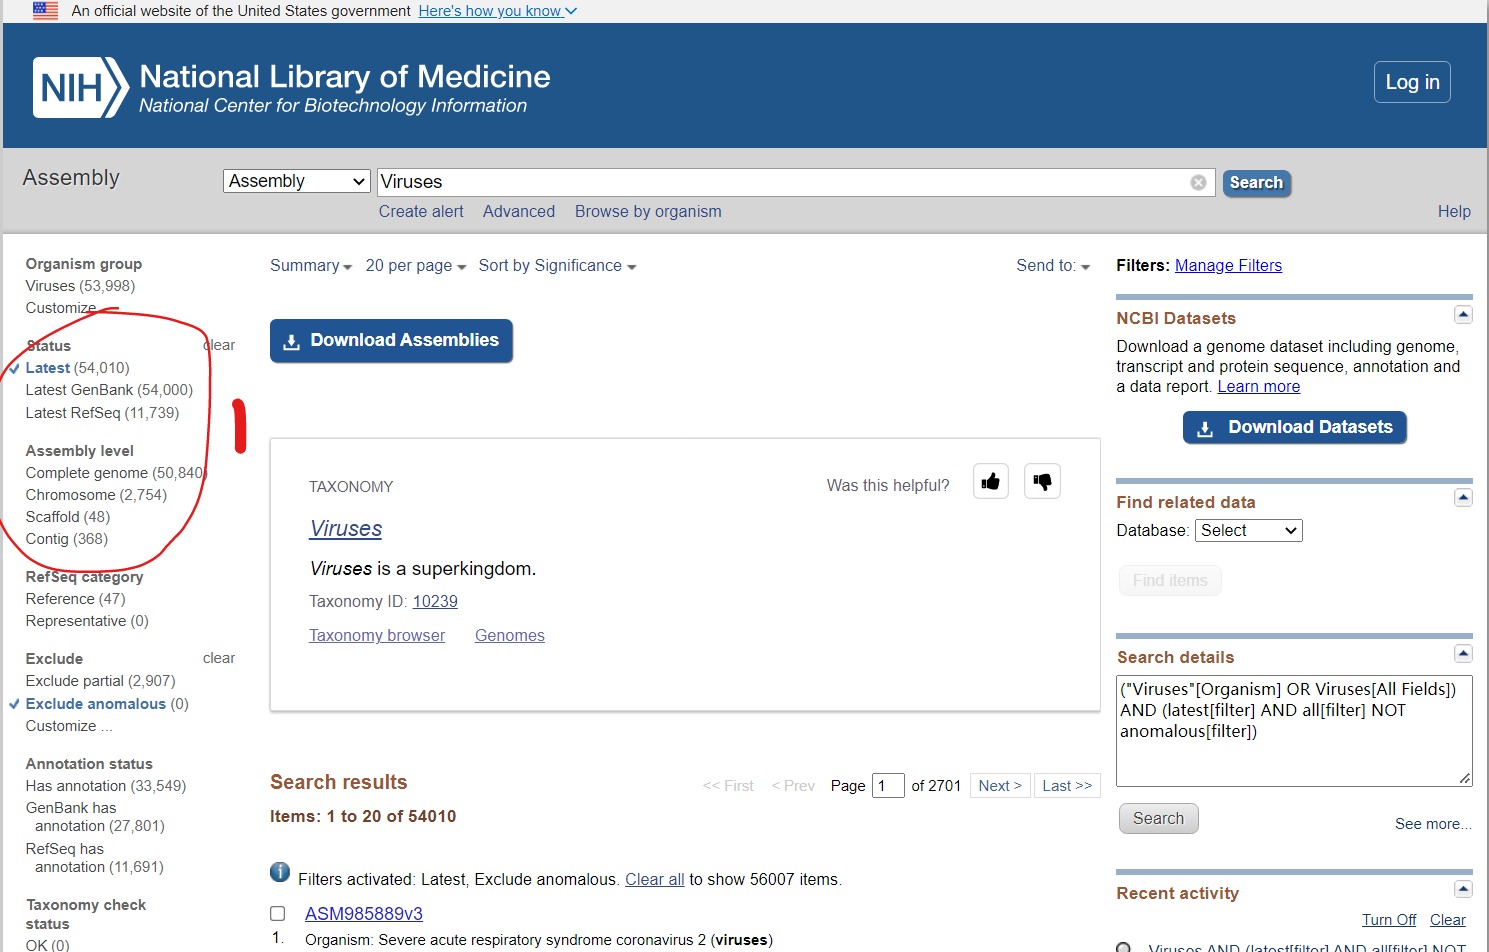 An official website of the United States government Here's how you know
NIH National Library of Medicine
National Center for Biotechnology Information
Log in
Assembly
Assembly Viruses Search
Create alert Advanced Browse by organism Help
Organism group
Viruses (53,998)
Customize
Status clear
Latest (54,010)
Latest GenBank (54,000)
Latest RefSeq (11,739)
Assembly level
Complete genome (50,840)
Chromosome (2,754)
Scaffold (48)
Contig (368)
RefSeq category
Reference (47)
Representative (0)
Exclude clear
Exclude partial (2,907)
Exclude anomalous (0)
Customize ...
Annotation status
Has annotation (33,549)
GenBank has
annotation (27,801)
RefSeq has
annotation (11,691)
Taxonomy check
status
OK (0)
Summary 20 per page Sort by Significance Send to:
Download Assemblies
TAXONOMY
Was this helpful?
Viruses
Viruses is a superkingdom.
Taxonomy ID: 10239
Taxonomy browser Genomes
Search results
<< First < Prev Page 1 of 2701 Next > Last >>
Items: 1 to 20 of 54010
Filters activated: Latest, Exclude anomalous. Clear all to show 56007 items.
ASM985889v3
1. Organism: Severe acute respiratory syndrome coronavirus 2 (viruses)
Filters: Manage Filters
NCBI Datasets
Download a genome dataset including genome,
transcript and protein sequence, annotation and
a data report. Learn more
Download Datasets
Find related data
Database: Select
Find items
Search details
("Viruses"[Organism] OR Viruses[All Fields])
AND (latest[filter] AND all[filter] NOT
anomalous[filter])
Search
See more...
Recent activity
Turn Off Clear
Viruses AND (latest[filter] AND all[filter] NOT